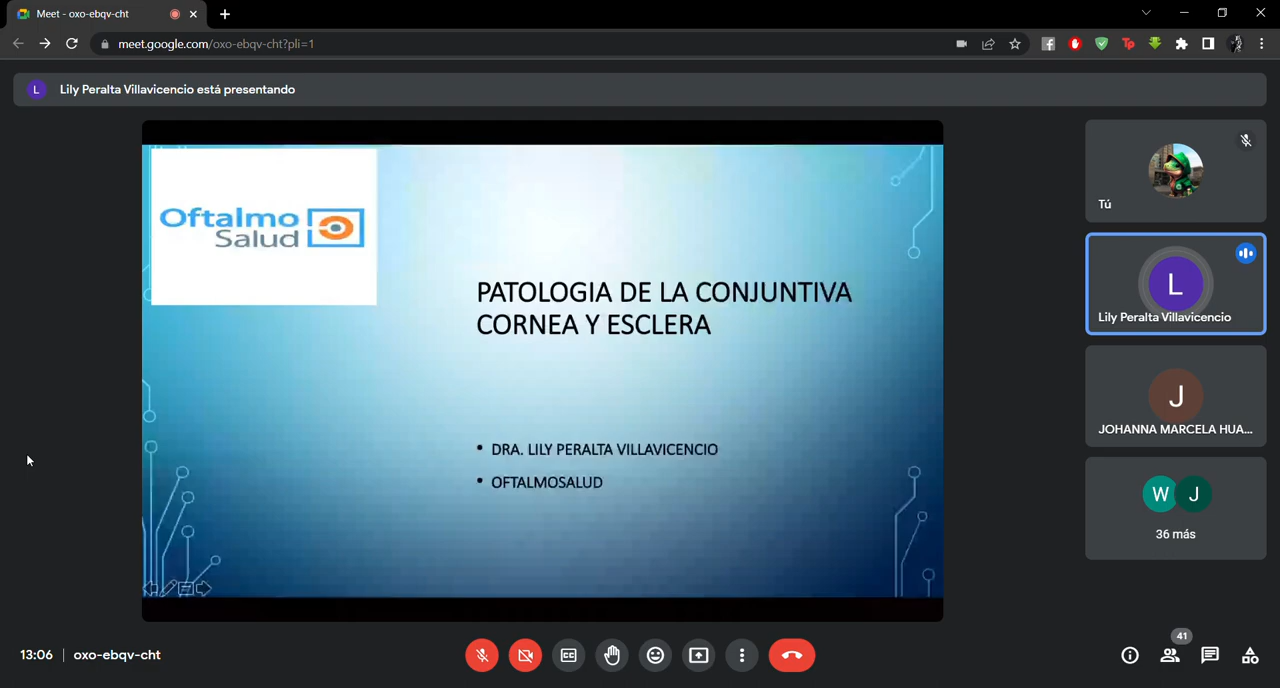 Meet - oxo-ebqv-cht
meet.google.com/oxo-ebqv-cht?pli=1
L
Lily Peralta Villavicencio está presentando
Oftalmo
Salud
PATOLOGIA DE LA CONJUNTIVA
CORNEA Y ESCLERA
• DRA. LILY PERALTA VILLAVICENCIO
• OFTALMOSALUD
Tú
L
Lily Peralta Villavicencio
J
JOHANNA MARCELA HUA...
W J
36 más
13:06 | oxo-ebqv-cht
41